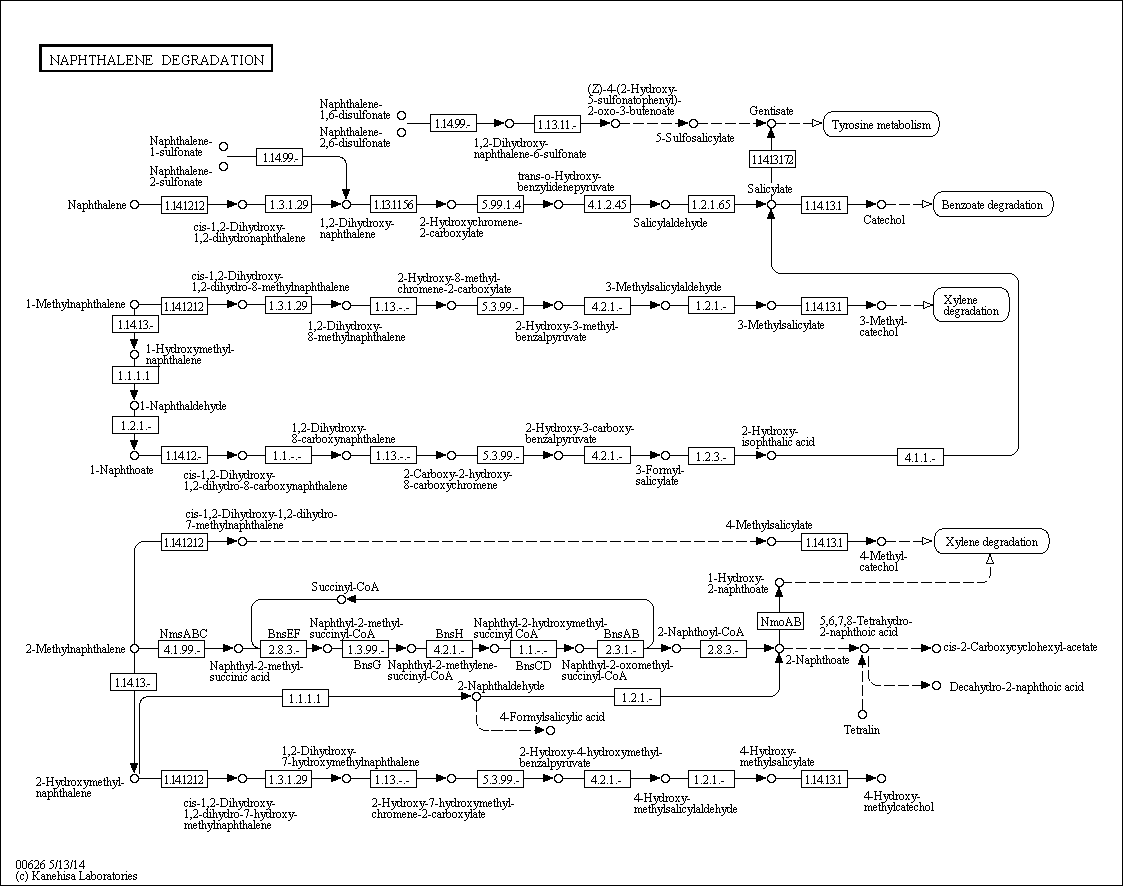 NAPHTHALENE DEGRADATION
Naphthalene-
1,6-disulfonate
Naphthalene-
2,6-disulfonate
1.14.99.-
1,2-Dihydroxy-
naphthalene-6-sulfonate
1.13.11.-
(Z)-4-(2-Hydroxy-
5-sulfonatophenyl)-
2-oxo-3-butenoate
5-Sulfosalicylate
Gentisate
Tyrosine metabolism
Naphthalene-
1-sulfonate
Naphthalene-
2-sulfonate
1.14.99.-
1.14.13.172
Naphthalene
1.14.12.12
cis-1,2-Dihydroxy-
1,2-dihydronaphthalene
1.3.1.29
1,2-Dihydroxy-
naphthalene
1.13.11.56
2-Hydroxychromene-
2-carboxylate
5.99.1.4
trans-o-Hydroxy-
benzylidenepyruvate
4.1.2.45
Salicylaldehyde
1.2.1.65
Salicylate
1.14.13.1
Catechol
Benzoate degradation
1-Methylnaphthalene
1.14.12.12
cis-1,2-Dihydroxy-
1,2-dihydro-8-methylnaphthalene
1.3.1.29
1,2-Dihydroxy-
8-methylnaphthalene
1.13.-.-
2-Hydroxy-8-methyl-
chromene-2-carboxylate
5.3.99.-
2-Hydroxy-3-methyl-
benzalpyruvate
4.2.1.-
3-Methylsalicylaldehyde
1.2.1.-
3-Methylsalicylate
1.14.13.1
3-Methyl-
catechol
Xylene
degradation
1.14.13.-
1-Hydroxymethyl-
naphthalene
1.1.1.1
1-Naphthaldehyde
1.2.1.-
1-Naphthoate
1.14.12.-
cis-1,2-Dihydroxy-
1,2-dihydro-8-carboxynaphthalene
1.1.-.-
1,2-Dihydroxy-
8-carboxynaphthalene
1.13.-.-
2-Carboxy-2-hydroxy-
8-carboxychromene
5.3.99.-
2-Hydroxy-3-carboxy-
benzalpyruvate
4.2.1.-
3-Formyl-
salicylate
1.2.3.-
2-Hydroxy-
isophthalic acid
4.1.1.-
cis-1,2-Dihydroxy-1,2-dihydro-
7-methylnaphthalene
1.14.12.12
4-Methylsalicylate
1.14.13.1
4-Methyl-
catechol
Xylene degradation
Succinyl-CoA
1-Hydroxy-
2-naphthoate
NmoAB
2-Methylnaphthalene
NmsABC
4.1.99.-
Naphthyl-2-methyl-
succinic acid
BnsEF
2.8.3.-
Naphthyl-2-methyl-
succinyl-CoA
1.3.99.-
BnsG
Naphthyl-2-methylene-
succinyl-CoA
BnsH
4.2.1.-
Naphthyl-2-hydroxymethyl-
succinyl CoA
1.1.-.-
BnsCD
Naphthyl-2-oxomethyl-
succinyl-CoA
BnsAB
2.3.1.-
2-Naphthoyl-CoA
2.8.3.-
2-Naphthoate
5,6,7,8-Tetrahydro-
2-naphthoic acid
cis-2-Carboxycyclohexyl-acetate
Decahydro-2-naphthoic acid
Tetralin
1.14.13.-
1.1.1.1
2-Naphthaldehyde
1.2.1.-
4-Formylsalicylic acid
2-Hydroxymethyl-
naphthalene
1.14.12.12
cis-1,2-Dihydroxy-
1,2-dihydro-7-hydroxy-
methylnaphthalene
1.3.1.29
1,2-Dihydroxy-
7-hydroxymethylnaphthalene
1.13.-.-
2-Hydroxy-7-hydroxymethyl-
chromene-2-carboxylate
5.3.99.-
2-Hydroxy-4-hydroxymethyl-
benzalpyruvate
4.2.1.-
4-Hydroxy-
methylsalicylaldehyde
1.2.1.-
4-Hydroxy-
methylsalicylate
1.14.13.1
4-Hydroxy-
methylcatechol
00626 5/13/14
(c) Kanehisa Laboratories